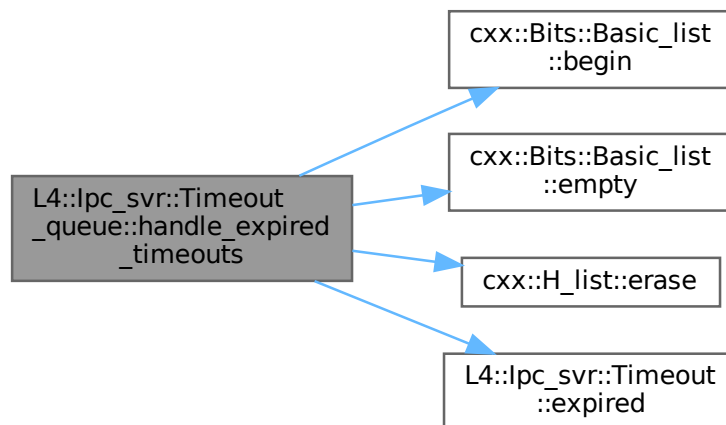 L4::Ipc_svr::Timeout
_queue::handle_expired
_timeouts
cxx::Bits::Basic_list
::begin
cxx::Bits::Basic_list
::empty
cxx::H_list::erase
L4::Ipc_svr::Timeout
::expired